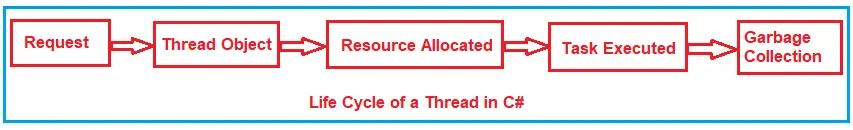 Request
Thread Object
Resource Allocated
Task Executed
Garbage
Collection
Life Cycle of a Thread in C#